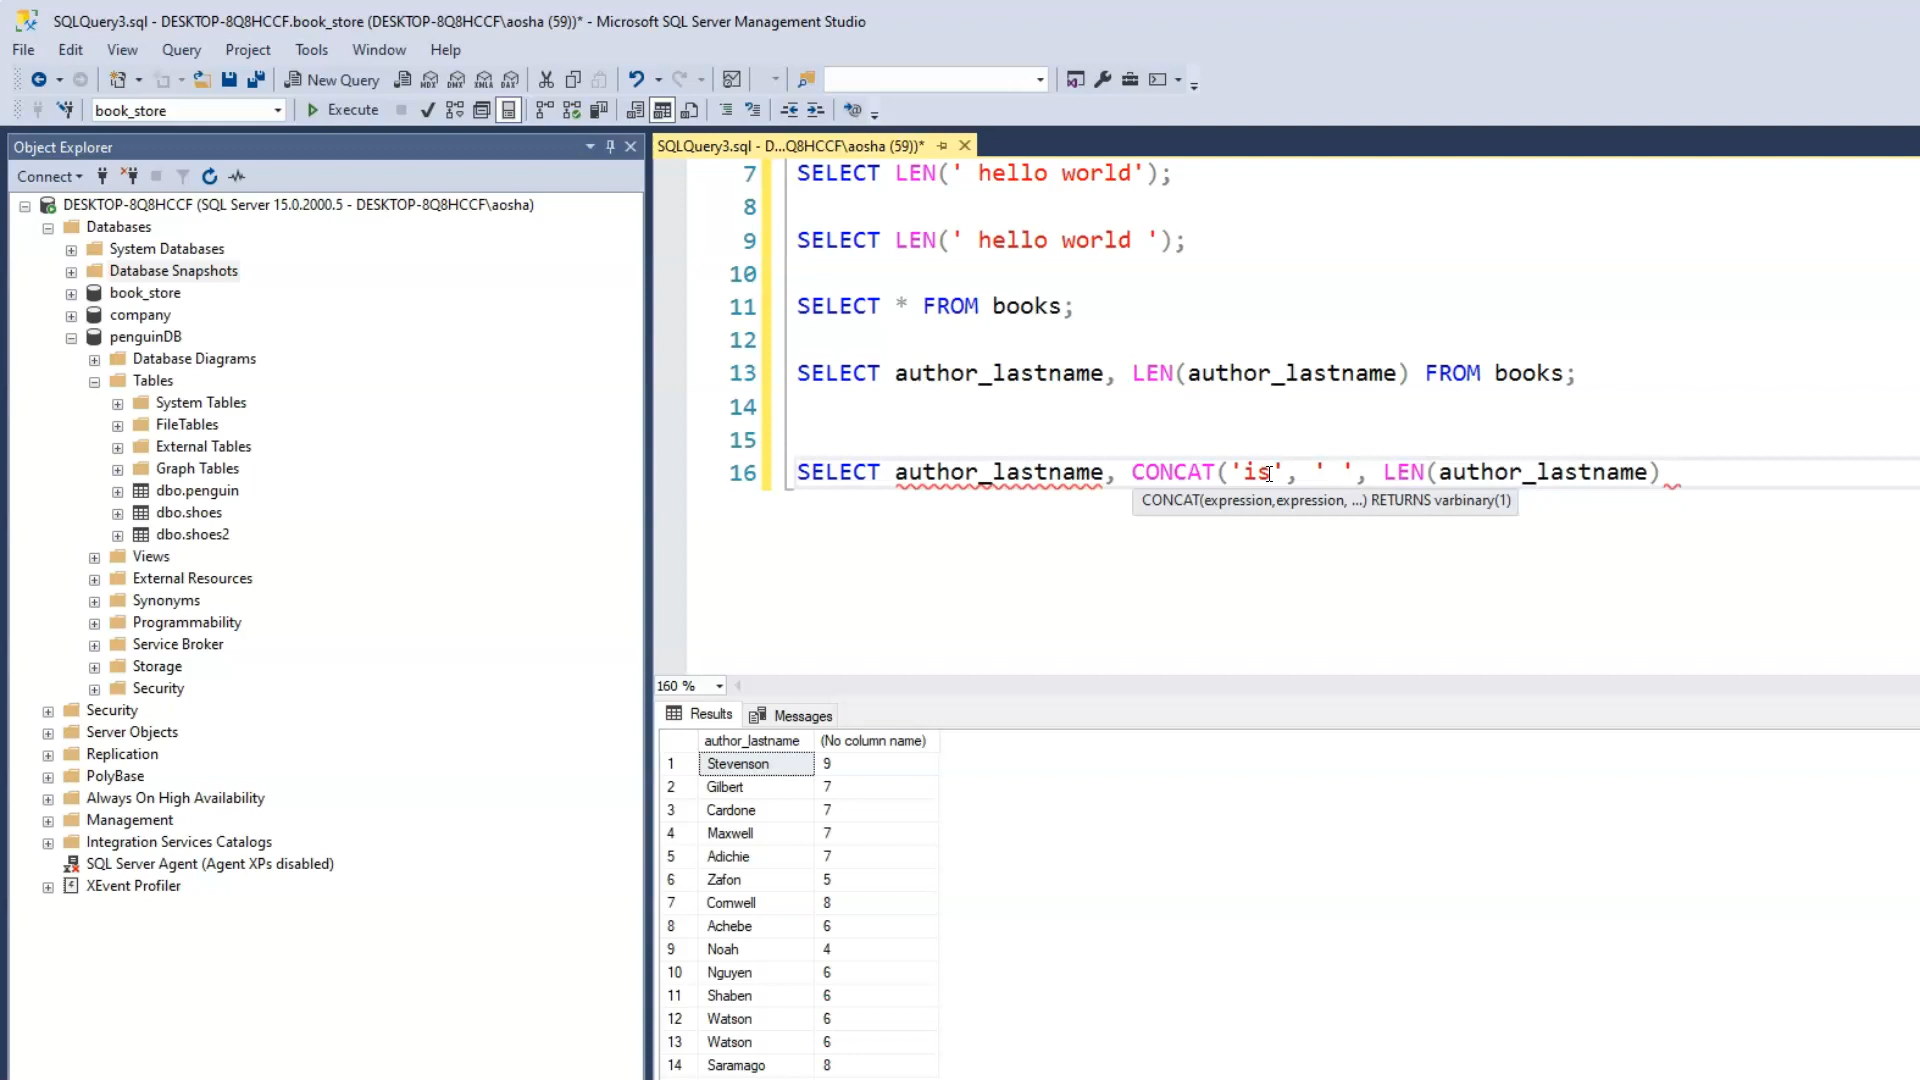 SQLQuery3.sql - DESKTOP-8Q8HCCF.book_store (DESKTOP-8Q8HCCF\aosha (59))* - Microsoft SQL Server Management Studio
File Edit View Query Project Tools Window Help
New Query
book_store Execute
Object Explorer
Connect
DESKTOP-8Q8HCCF (SQL Server 15.0.2000.5 - DESKTOP-8Q8HCCF\aosha)
Databases
System Databases
Database Snapshots
book_store
company
penguinDB
Database Diagrams
Tables
System Tables
FileTables
External Tables
Graph Tables
dbo.penguin
dbo.shoes
dbo.shoes2
Views
External Resources
Synonyms
Programmability
Service Broker
Storage
Security
Security
Server Objects
Replication
PolyBase
Always On High Availability
Management
Integration Services Catalogs
SQL Server Agent (Agent XPs disabled)
XEvent Profiler
SQLQuery3.sql - D...Q8HCCF\aosha (59))*
7 SELECT LEN(' hello world');
8
9 SELECT LEN(' hello world ');
10
11 SELECT * FROM books;
12
13 SELECT author_lastname, LEN(author_lastname) FROM books;
14
15
16 SELECT author_lastname, CONCAT('is', ' ', LEN(author_lastname)
CONCAT(expression,expression, ...) RETURNS varbinary(1)
160 %
Results Messages
author_lastname (No column name)
1 Stevenson 9
2 Gilbert 7
3 Cardone 7
4 Maxwell 7
5 Adichie 7
6 Zafon 5
7 Cornwell 8
8 Achebe 6
9 Noah 4
10 Nguyen 6
11 Shaben 6
12 Watson 6
13 Watson 6
14 Saramago 8